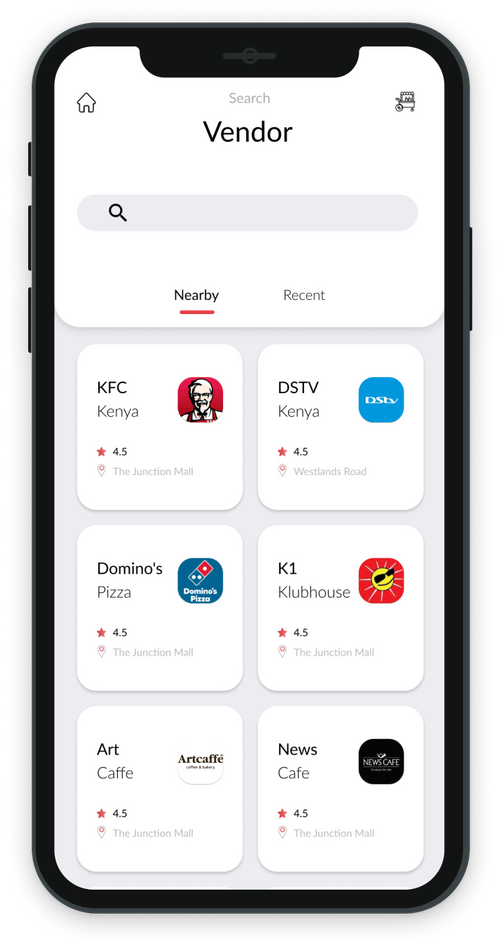 Search
Vendor
Nearby
Recent
KFC
Kenya
4.5
The Junction Mall
DSTV
Kenya
DStv
4.5
Westlands Road
Domino's
Pizza
Domino's
Pizza
4.5
The Junction Mall
K1
Klubhouse
4.5
The Junction Mall
Art
Caffe
Artcaffé
coffee & bakery
4.5
The Junction Mall
News
Cafe
NEWS CAFE
4.5
The Junction Mall